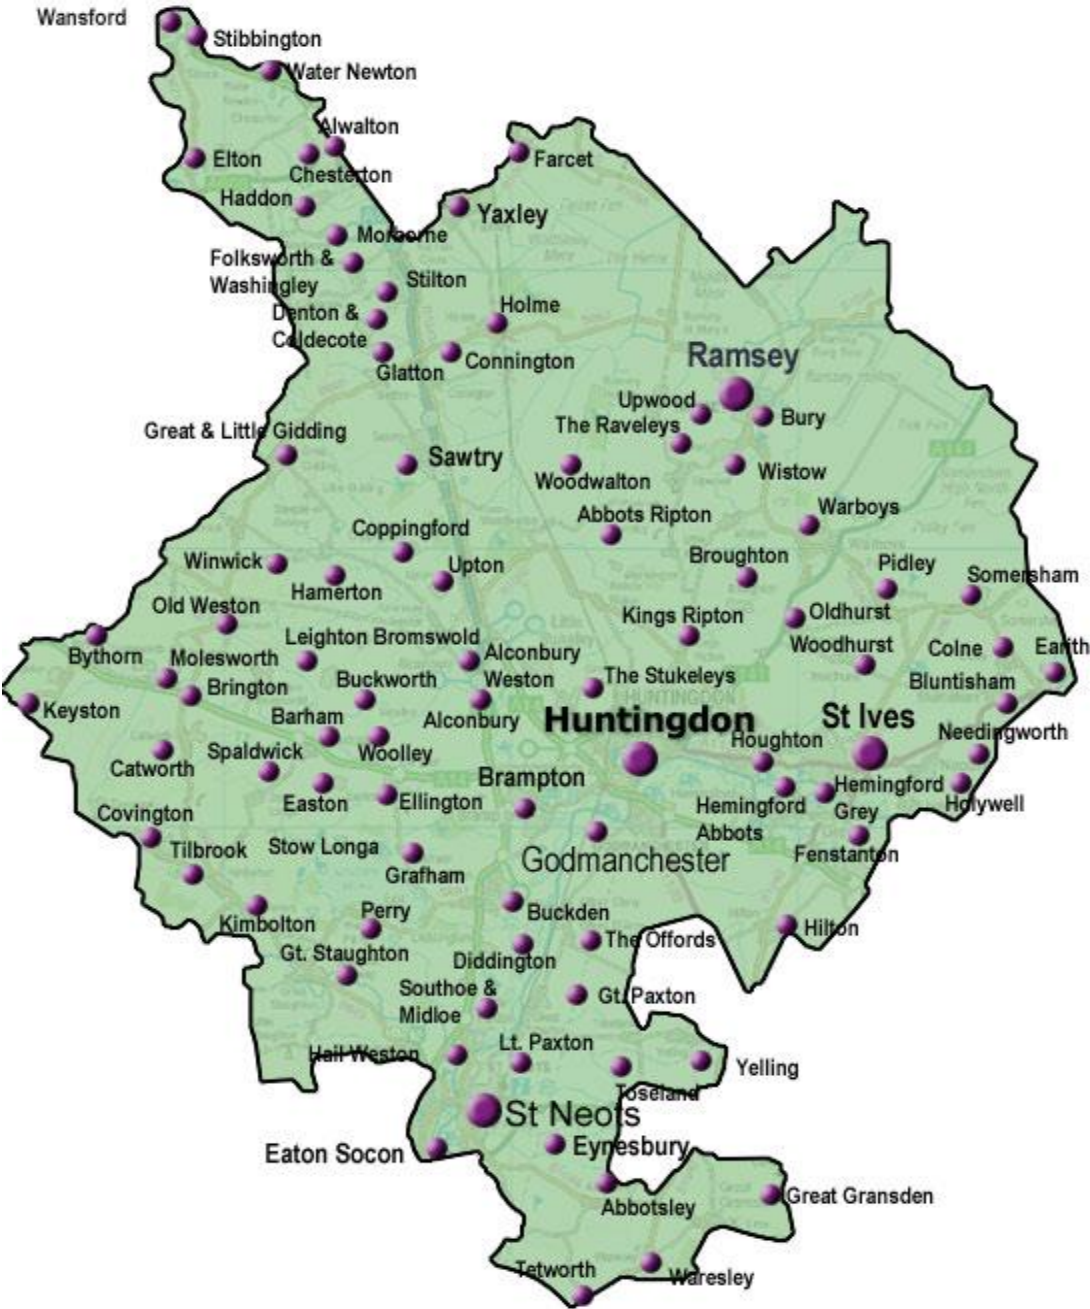 Wansford
Stibbington
Water Newton
Alwalton
Elton
Chesterton
Farcet
Haddon
Yaxley
Morborne
Folksworth &
Washingley
Stilton
Denton &
Coldecote
Holme
Glatton
Connington
Ramsey
Upwood
Bury
The Raveleys
Great & Little Gidding
Sawtry
Woodwalton
Wistow
Abbots Ripton
Warboys
Coppingford
Winwick
Upton
Broughton
Pidley
Somersham
Hamerton
Old Weston
Kings Ripton
Oldhurst
Leighton Bromswold
Woodhurst
Colne
Earith
Bythorn
Molesworth
Alconbury
Weston
Brington
Buckworth
The Stukeleys
Bluntisham
Keyston
Barham
Alconbury
Huntingdon
St Ives
Needingworth
Houghton
Catworth
Spaldwick
Woolley
Brampton
Easton
Ellington
Hemingford
Abbots
Hemingford
Grey
Holywell
Covington
Tilbrook
Stow Longa
Grafham
Godmanchester
Fenstanton
Kimbolton
Perry
Buckden
The Offords
Hilton
Gt. Staughton
Diddington
Southoe &
Midloe
Gt. Paxton
Hail Weston
Lt. Paxton
Toseland
Yelling
St Neots
Eaton Socon
Eynesbury
Abbotsley
Great Gransden
Tetworth
Waresley